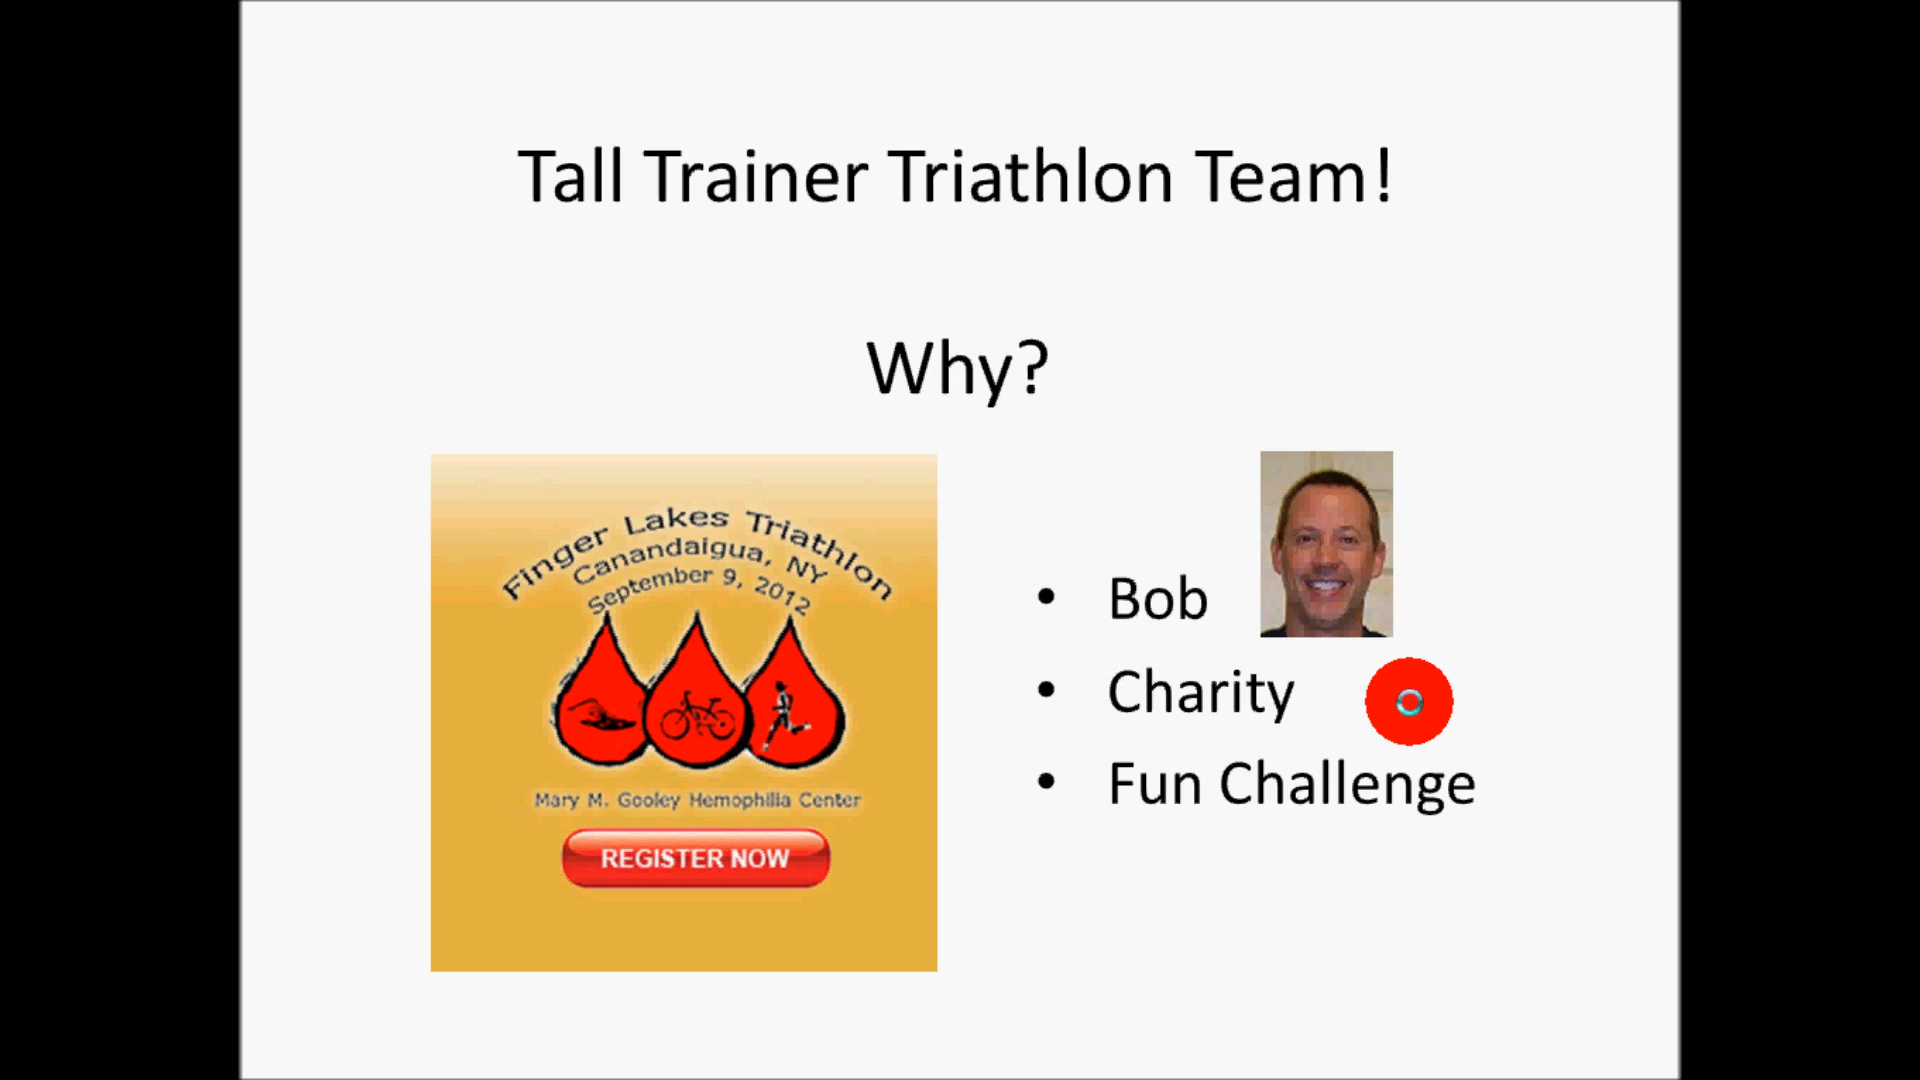 Tall Trainer Triathlon Team!
Why?
Finger Lakes Triathlon
Canandaigua, NY
September 9, 2012
Mary M. Gooley Hemophilia Center
REGISTER NOW
• Bob
• Charity
• Fun Challenge